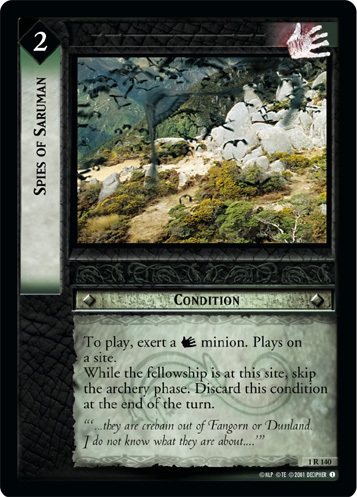 2
SPIES OF SARUMAN
CONDITION
To play, exert a minion. Plays on
a site.
While the fellowship is at this site, skip
the archery phase. Discard this condition
at the end of the turn.
“‘...they are crebain out of Fangorn or Dunland.
I do not know what they are about....’”
1 R 140
©NLP ™ & ©TE ©2001 DECIPHER 1